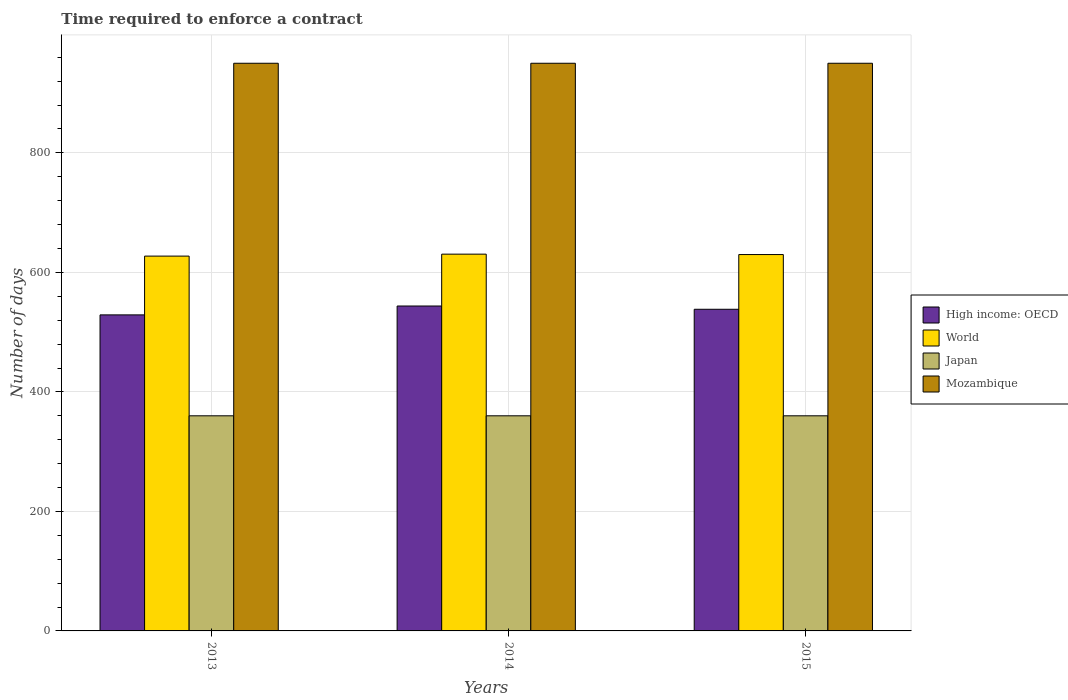 Time required to enforce a contract
Number of days
800
600
400
200
0
2013
2014
2015
Years
High income: OECD
World
Japan
Mozambique